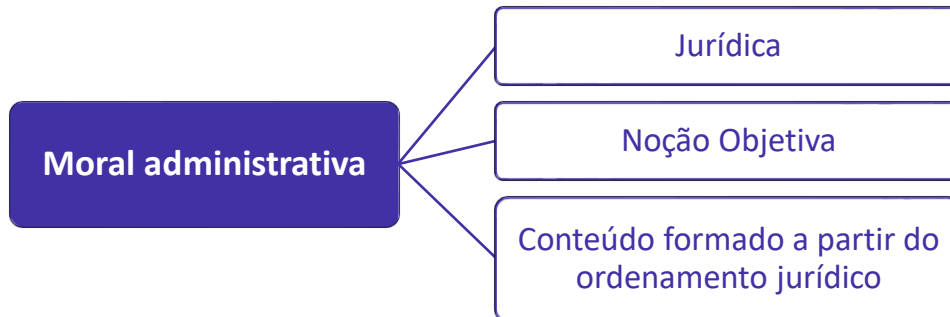 Moral administrativa
Jurídica
Noção Objetiva
Conteúdo formado a partir do
ordenamento jurídico